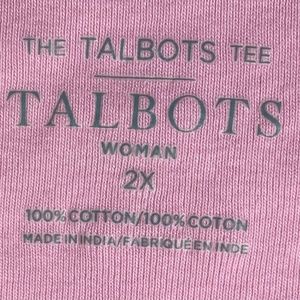 THE TALBOTS TEE
TALBOTS
WOMAN
2X
100% COTTON/100% COTON
MADE IN INDIA/FABRIQUÉ EN INDE